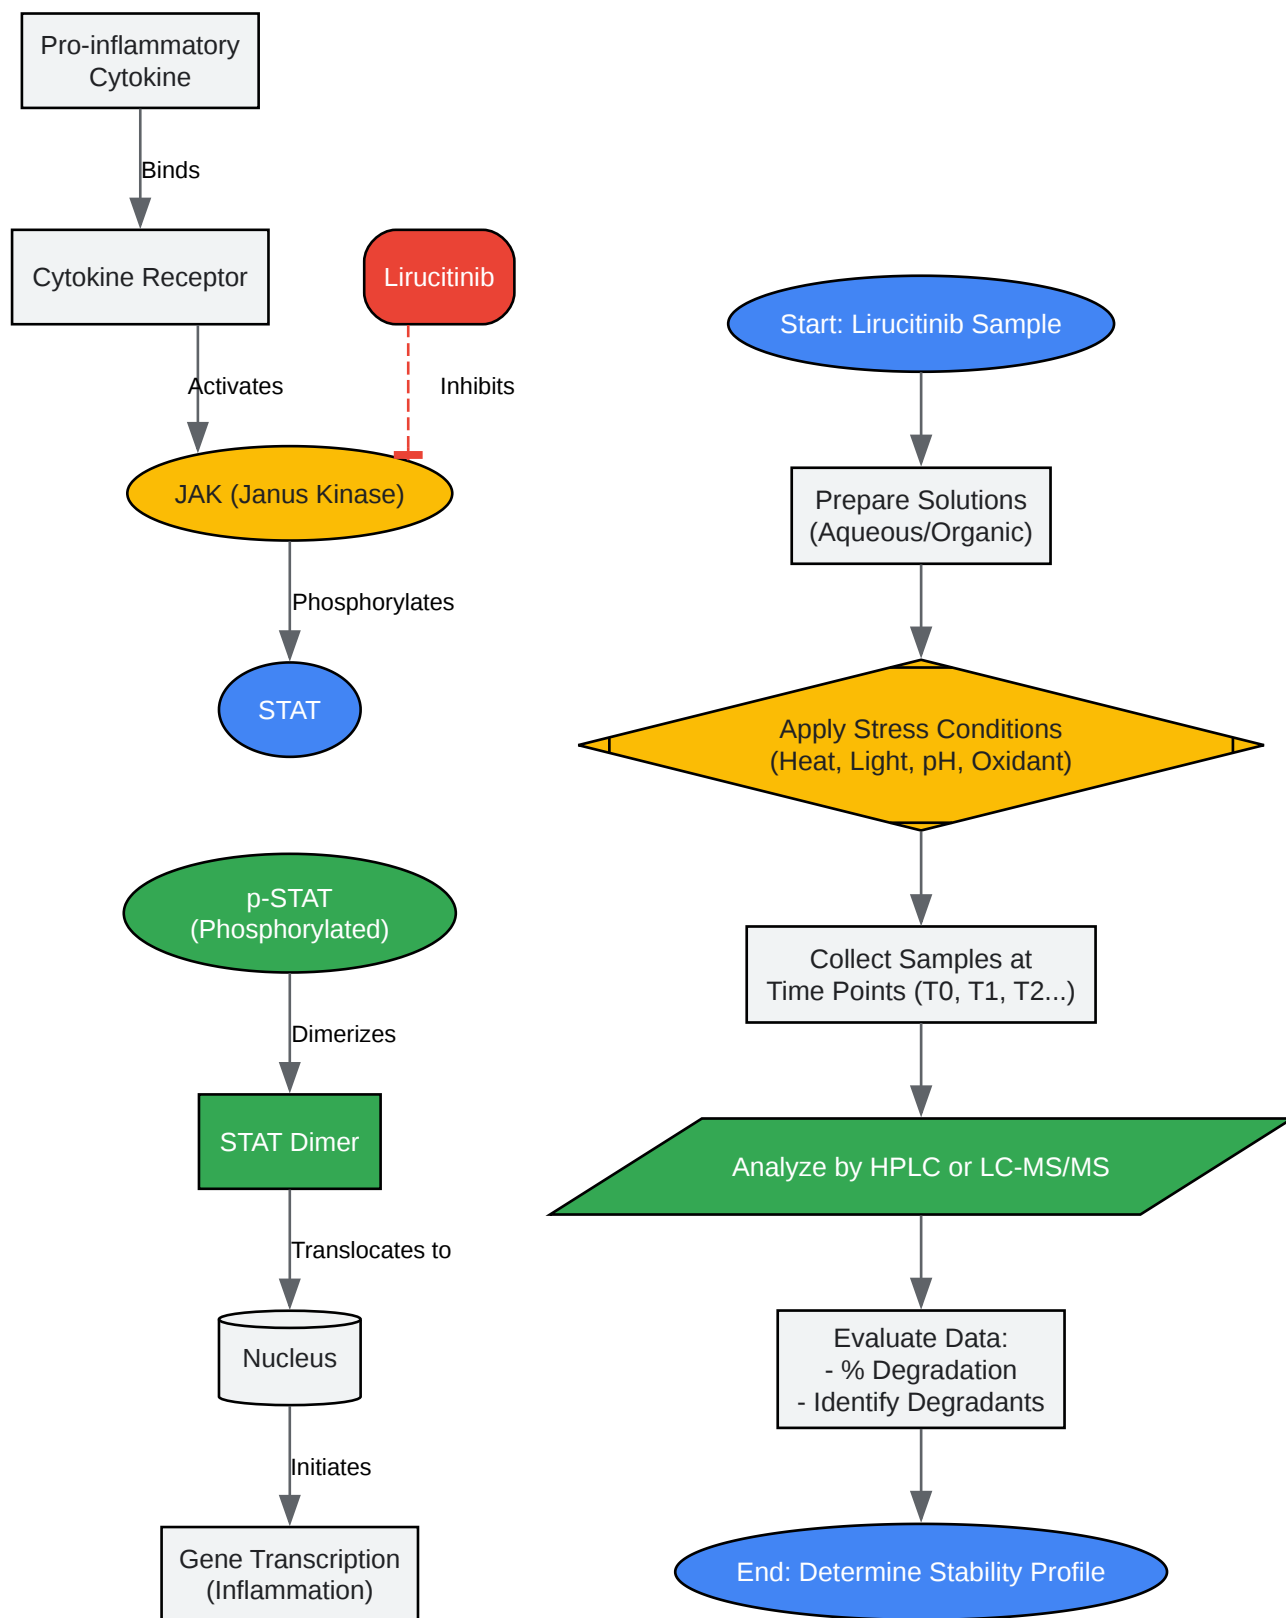 Pro-inflammatory
Cytokine
Binds
Cytokine Receptor
Lirucitinib
Activates
Inhibits
JAK (Janus Kinase)
Phosphorylates
STAT
p-STAT
(Phosphorylated)
Dimerizes
STAT Dimer
Translocates to
Nucleus
Initiates
Gene Transcription
(Inflammation)
Start: Lirucitinib Sample
Prepare Solutions
(Aqueous/Organic)
Apply Stress Conditions
(Heat, Light, pH, Oxidant)
Collect Samples at
Time Points (T0, T1, T2...)
Analyze by HPLC or LC-MS/MS
Evaluate Data:
- % Degradation
- Identify Degradants
End: Determine Stability Profile